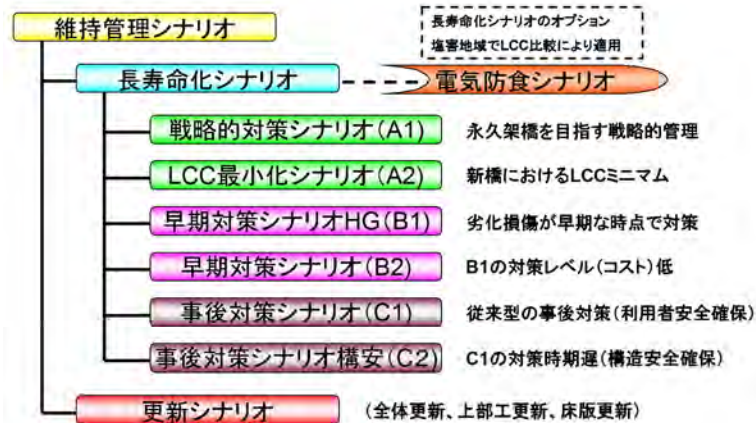 維持管理シナリオ
長寿命化シナリオのオプション
塩害地域でLCC比較により適用
長寿命化シナリオ
電気防食シナリオ
戦略的対策シナリオ(A1) 永久架橋を目指す戦略的管理
LCC最小化シナリオ(A2) 新橋におけるLCCミニマム
早期対策シナリオHG(B1) 劣化損傷が早期な時点で対策
早期対策シナリオ(B2) B1の対策レベル(コスト)低
事後対策シナリオ(C1) 従来型の事後対策(利用者安全確保)
事後対策シナリオ構安(C2) C1の対策時期遅(構造安全確保)
更新シナリオ (全体更新、上部工更新、床版更新)